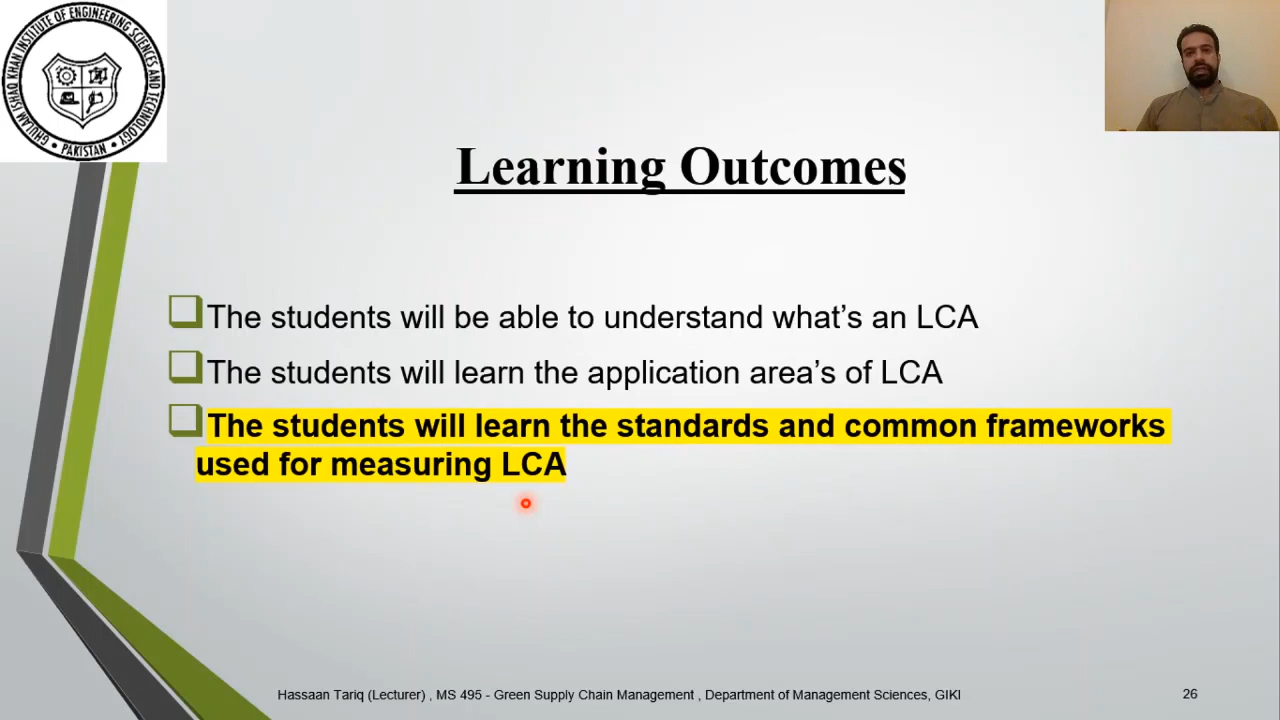 GHULAM ISHAQ KHAN INSTITUTE OF ENGINEERING SCIENCES AND TECHNOLOGY
• PAKISTAN •
Learning Outcomes
The students will be able to understand what’s an LCA
The students will learn the application area’s of LCA
The students will learn the standards and common frameworks
used for measuring LCA
Hassaan Tariq (Lecturer) , MS 495 - Green Supply Chain Management , Department of Management Sciences, GIKI
26